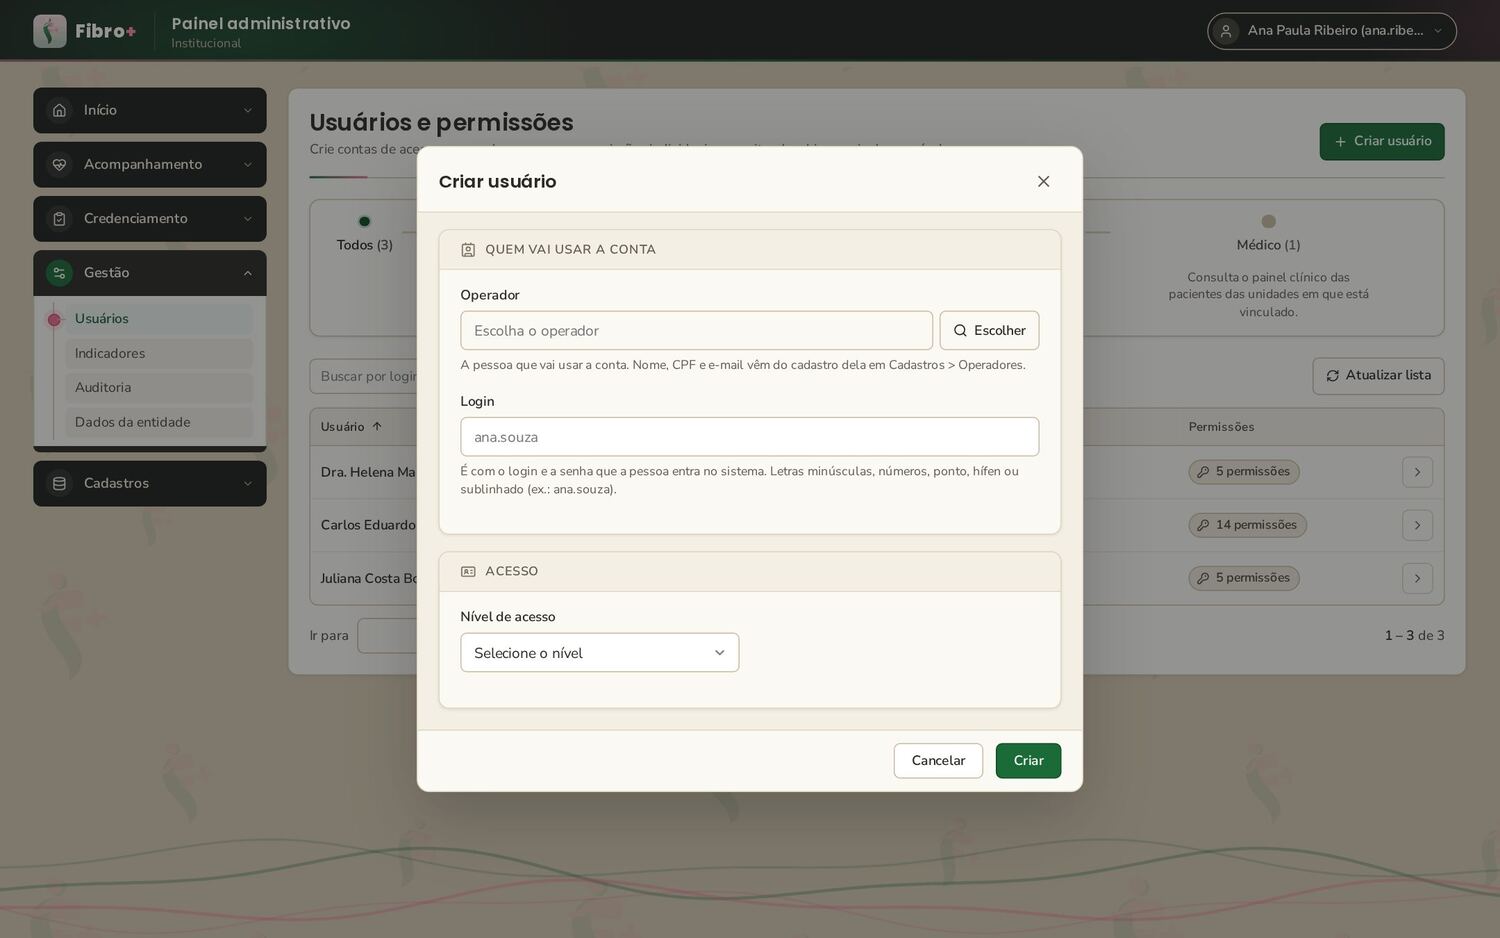 Fibro+
Painel administrativo
Institucional
Ana Paula Ribeiro (ana.ribe...
Início
Acompanhamento
Credenciamento
Gestão
Usuários
Indicadores
Auditoria
Dados da entidade
Cadastros
Usuários e permissões
Crie contas de
Criar usuário
Todos (3)
Médico (1)
Consulta o painel clínico das
pacientes das unidades em que está
vinculado.
Buscar por login
Atualizar lista
Usuário
Permissões
Dra. Helena
5 permissões
Carlos Eduardo
14 permissões
Juliana Costa
5 permissões
Ir para
1 – 3 de 3
Criar usuário
QUEM VAI USAR A CONTA
Operador
Escolha o operador
Escolher
A pessoa que vai usar a conta. Nome, CPF e e-mail vêm do cadastro dela em Cadastros > Operadores.
Login
ana.souza
É com o login e a senha que a pessoa entra no sistema. Letras minúsculas, números, ponto, hífen ou
sublinhado (ex.: ana.souza).
ACESSO
Nível de acesso
Selecione o nível
Cancelar
Criar